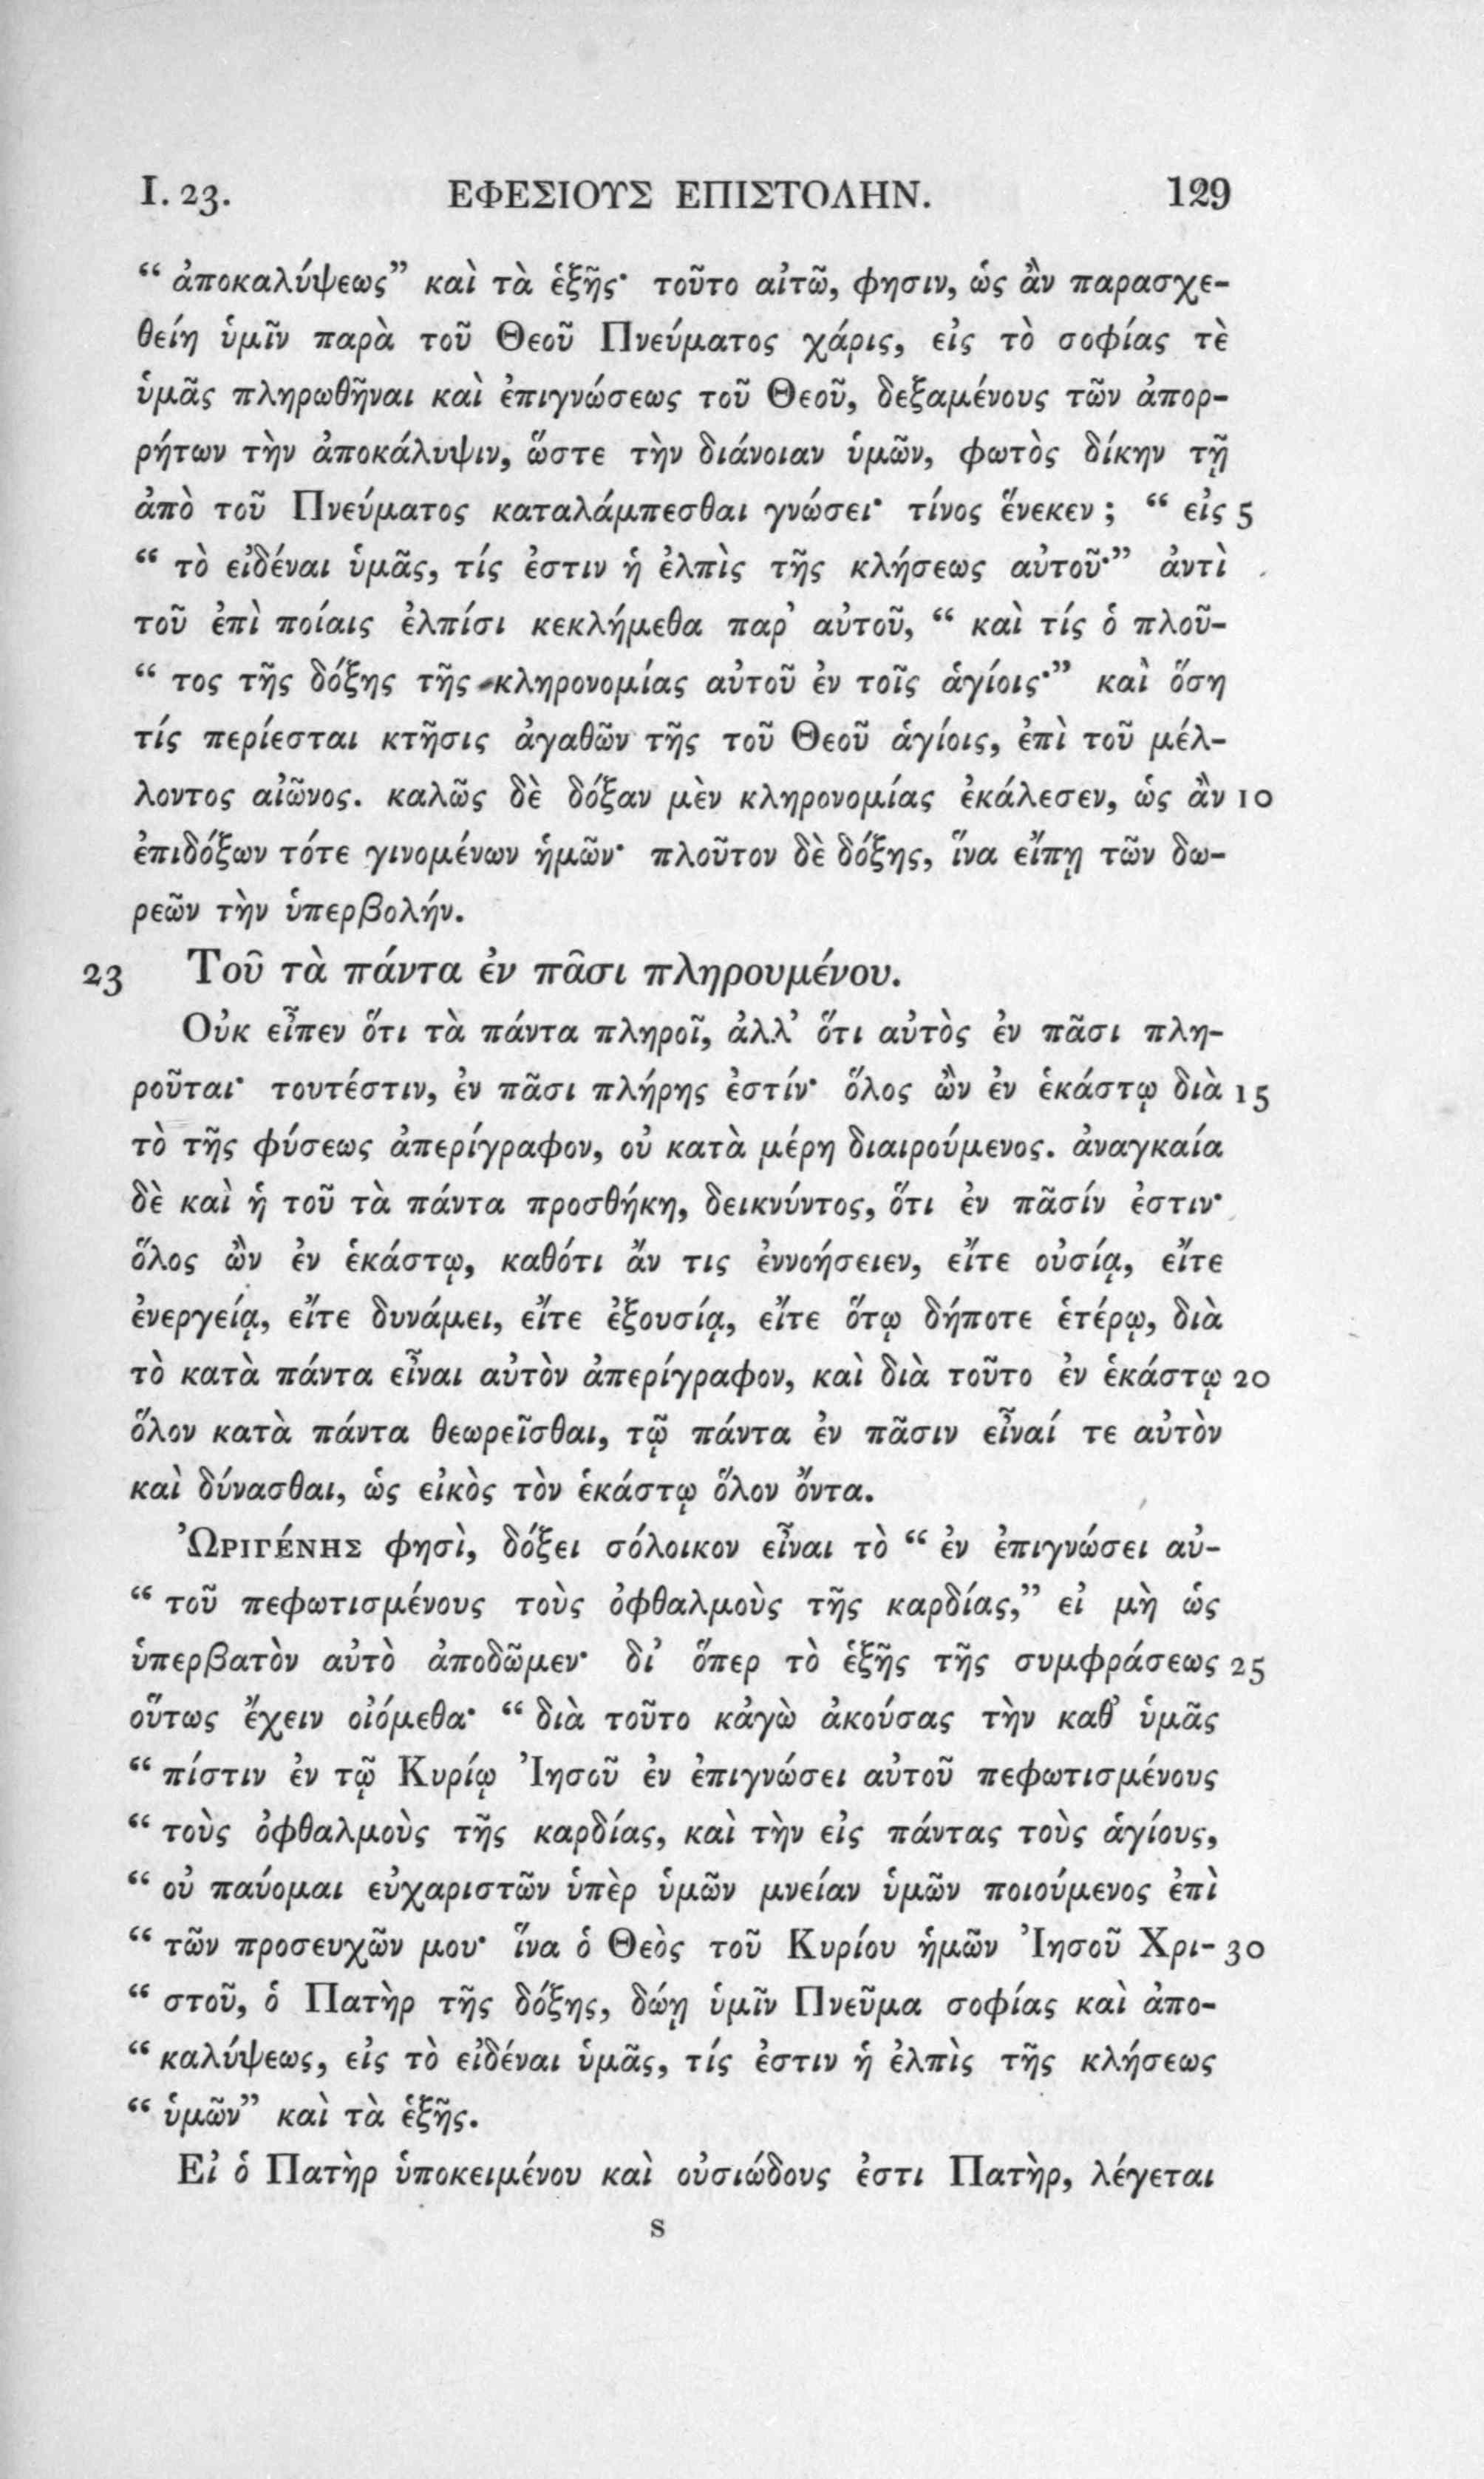 I. 23. ΕΦΕΣΙΟΥΣ ΕΠΙΣΤΟΛΗΝ. 129
“ ἀποκαλύψεως” καὶ τὰ ἑξῆς· τοῦτο αἰτῶ, φησιν, ὡς ἂν παρασχε-
θείη ὑμῖν παρὰ τοῦ Θεοῦ Πνεύματος χάρις, εἰς τὸ σοφίας τὲ
ὑμᾶς πληρωθῆναι καὶ ἐπιγνώσεως τοῦ Θεοῦ, δεξαμένους τῶν ἀπορ-
ρήτων τὴν ἀποκάλυψιν, ὥστε τὴν διάνοιαν ὑμῶν, φωτὸς δίκην τῇ
ἀπὸ τοῦ Πνεύματος καταλάμπεσθαι γνώσει· τίνος ἕνεκεν ; “ εἰς 5
“ τὸ εἰδέναι ὑμᾶς, τίς ἐστιν ἡ ἐλπὶς τῆς κλήσεως αὐτοῦ·” ἀντὶ
τοῦ ἐπὶ ποίαις ἐλπίσι κεκλήμεθα παρ’ αὐτοῦ, “ καὶ τίς ὁ πλοῦ-
“ τος τῆς δόξης τῆς κληρονομίας αὐτοῦ ἐν τοῖς ἁγίοις·” καὶ ὅση
τίς περίεσται κτῆσις ἀγαθῶν τῆς τοῦ Θεοῦ ἁγίοις, ἐπὶ τοῦ μέλ-
λοντος αἰῶνος. καλῶς δὲ δόξαν μὲν κληρονομίας ἐκάλεσεν, ὡς ἂν 10
ἐπιδόξων τότε γινομένων ἡμῶν· πλοῦτον δὲ δόξης, ἵνα εἴπῃ τῶν δω-
ρεῶν τὴν ὑπερβολήν.
23 Τοῦ τὰ πάντα ἐν πᾶσι πληρουμένου.
Οὐκ εἶπεν ὅτι τὰ πάντα πληροῖ, ἀλλ’ ὅτι αὐτὸς ἐν πᾶσι πλη-
ροῦται· τουτέστιν, ἐν πᾶσι πλήρης ἐστίν· ὅλος ὢν ἐν ἑκάστῳ διὰ 15
τὸ τῆς φύσεως ἀπερίγραφον, οὐ κατὰ μέρη διαιρούμενος. ἀναγκαία
δὲ καὶ ἡ τοῦ τὰ πάντα προσθήκη, δεικνύντος, ὅτι ἐν πᾶσίν ἐστιν·
ὅλος ὢν ἐν ἑκάστῳ, καθότι ἄν τις ἐννοήσειεν, εἴτε οὐσίᾳ, εἴτε
ἐνεργείᾳ, εἴτε δυνάμει, εἴτε ἐξουσίᾳ, εἴτε ὅτῳ δήποτε ἑτέρῳ, διὰ
τὸ κατὰ πάντα εἶναι αὐτὸν ἀπερίγραφον, καὶ διὰ τοῦτο ἐν ἑκάστῳ 20
ὅλον κατὰ πάντα θεωρεῖσθαι, τῷ πάντα ἐν πᾶσιν εἶναί τε αὐτὸν
καὶ δύνασθαι, ὡς εἰκὸς τὸν ἑκάστῳ ὅλον ὄντα.
Ὠριγένης φησὶ, δόξει σόλοικον εἶναι τὸ “ ἐν ἐπιγνώσει αὐ-
“ τοῦ πεφωτισμένους τοὺς ὀφθαλμοὺς τῆς καρδίας,” εἰ μὴ ὡς
ὑπερβατὸν αὐτὸ ἀποδῶμεν· δι’ ὅπερ τὸ ἑξῆς τῆς συμφράσεως 25
οὕτως ἔχειν οἰόμεθα· “ διὰ τοῦτο κἀγὼ ἀκούσας τὴν καθ’ ὑμᾶς
“ πίστιν ἐν τῷ Κυρίῳ Ἰησοῦ ἐν ἐπιγνώσει αὐτοῦ πεφωτισμένους
“ τοὺς ὀφθαλμοὺς τῆς καρδίας, καὶ τὴν εἰς πάντας τοὺς ἁγίους,
“ οὐ παύομαι εὐχαριστῶν ὑπὲρ ὑμῶν μνείαν ὑμῶν ποιούμενος ἐπὶ
“ τῶν προσευχῶν μου· ἵνα ὁ Θεὸς τοῦ Κυρίου ἡμῶν Ἰησοῦ Χρι- 30
“ στοῦ, ὁ Πατὴρ τῆς δόξης, δώῃ ὑμῖν Πνεῦμα σοφίας καὶ ἀπο-
“ καλύψεως, εἰς τὸ εἰδέναι ὑμᾶς, τίς ἐστιν ἡ ἐλπὶς τῆς κλήσεως
“ ὑμῶν” καὶ τὰ ἑξῆς.
Εἰ ὁ Πατὴρ ὑποκειμένου καὶ οὐσιώδους ἐστι Πατὴρ, λέγεται
s